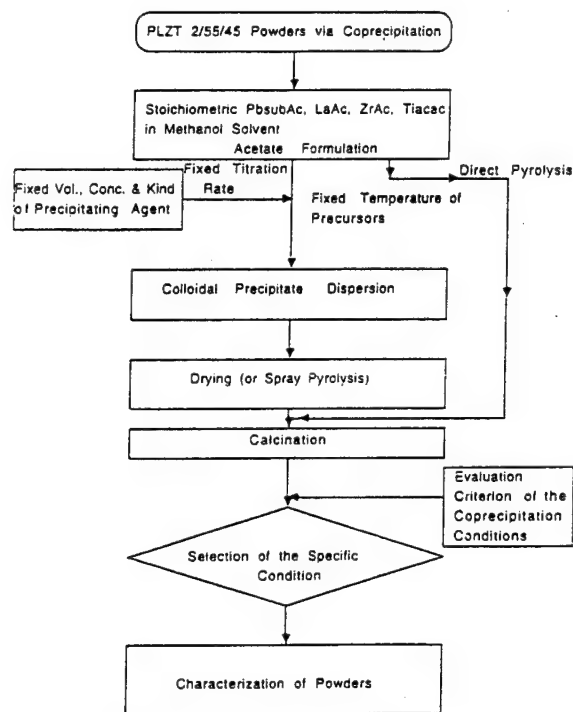 PLZT 2/55/45 Powders via Coprecipitation
Stoichiometric PbsubAc, LaAc, ZrAc, Tiacac
in Methanol Solvent
Acetate Formulation
Fixed Titration
Rate
Direct Pyrolysis
Fixed Vol., Conc. & Kind
of Precipitating Agent
Fixed Temperature of
Precursors
Colloidal Precipitate Dispersion
Drying (or Spray Pyrolysis)
Calcination
Evaluation
Criterion of the
Coprecipitation
Conditions
Selection of the Specific
Condition
Characterization of Powders